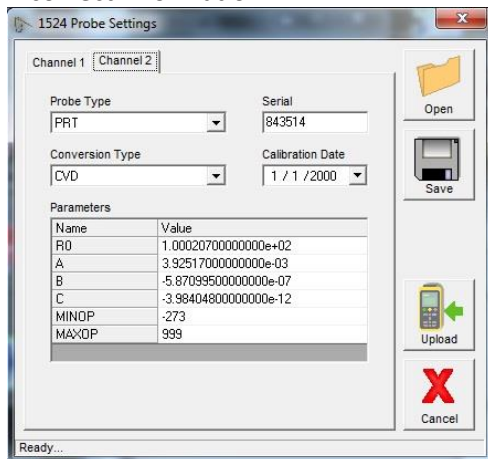 1524 Probe Settings
Channel 1 Channel 2
Probe Type Serial
PRT 843514
Conversion Type Calibration Date
CVD 1 / 1 /2000
Parameters
Name Value
R0 1.00020700000000e+02
A 3.92517000000000e-03
B -5.87099500000000e-07
C -3.98404800000000e-12
MINOP -273
MAXOP 999
Open
Save
Upload
Cancel
Ready...